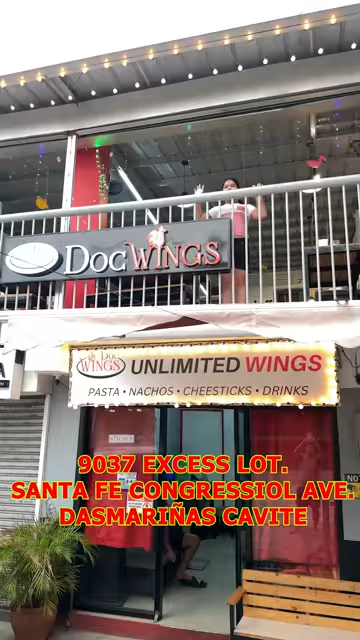 DOC WINGS
Doc
WINGS
UNLIMITED WINGS
PASTA • NACHOS • CHEESTICKS • DRINKS
9037 EXCESS LOT.
SANTA FE CONGRESSIOL AVE.
DASMARIÑAS CAVITE